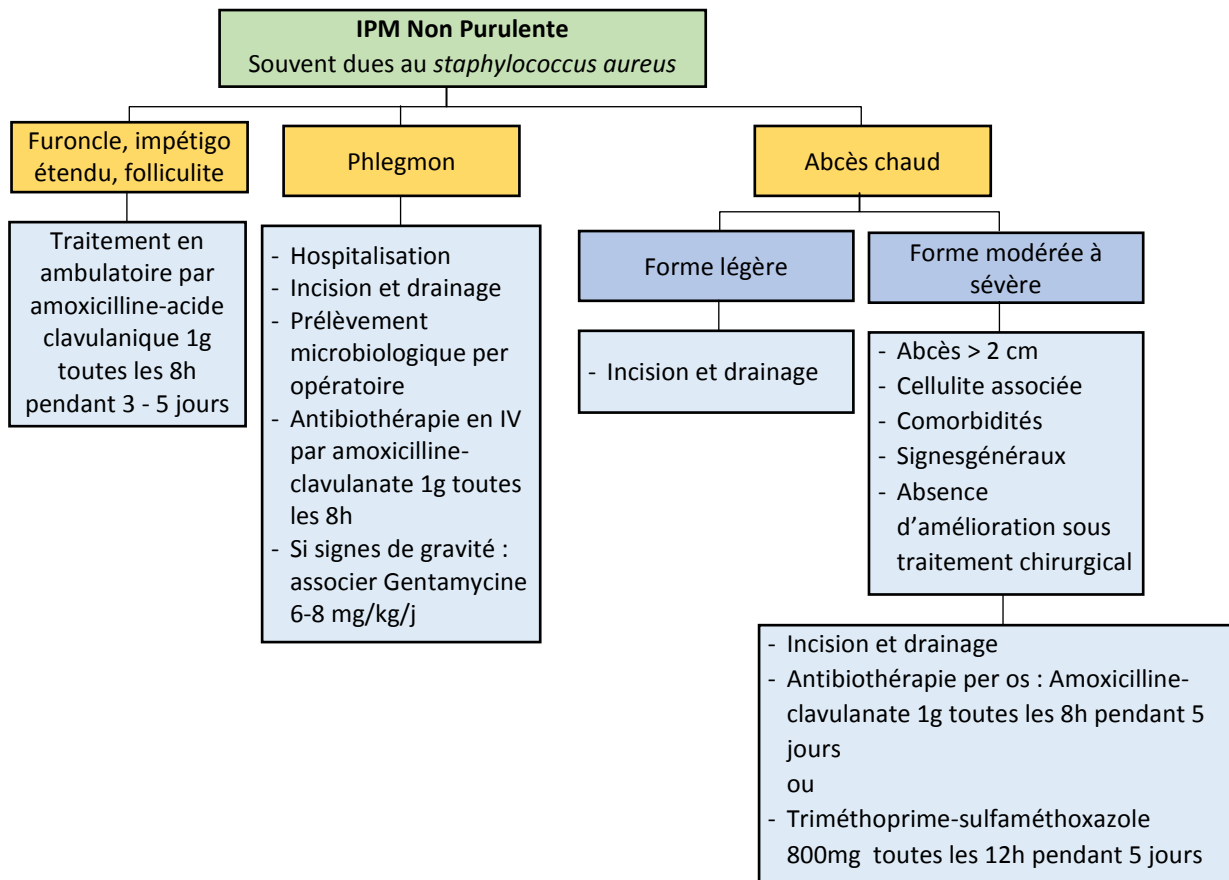 IPM Non Purulente
Souvent dues au staphylococcus aureus
Furoncle, impétigo
étendu, folliculite
Traitement en
ambulatoire par
amoxicilline-acide
clavulanique 1g
toutes les 8h
pendant 3 - 5 jours
Phlegmon
- Hospitalisation
- Incision et drainage
- Prélèvement
microbiologique per
opératoire
- Antibiothérapie en IV
par amoxicilline-
clavulanate 1g toutes
les 8h
- Si signes de gravité :
associer Gentamycine
6-8 mg/kg/j
Abcès chaud
Forme légère
- Incision et drainage
Forme modérée à
sévère
- Abcès > 2 cm
- Cellulite associée
- Comorbidités
- Signesgénéraux
- Absence
d’amélioration sous
traitement chirurgical
- Incision et drainage
- Antibiothérapie per os : Amoxicilline-
clavulanate 1g toutes les 8h pendant 5
jours
ou
- Triméthoprime-sulfaméthoxazole
800mg  toutes les 12h pendant 5 jours